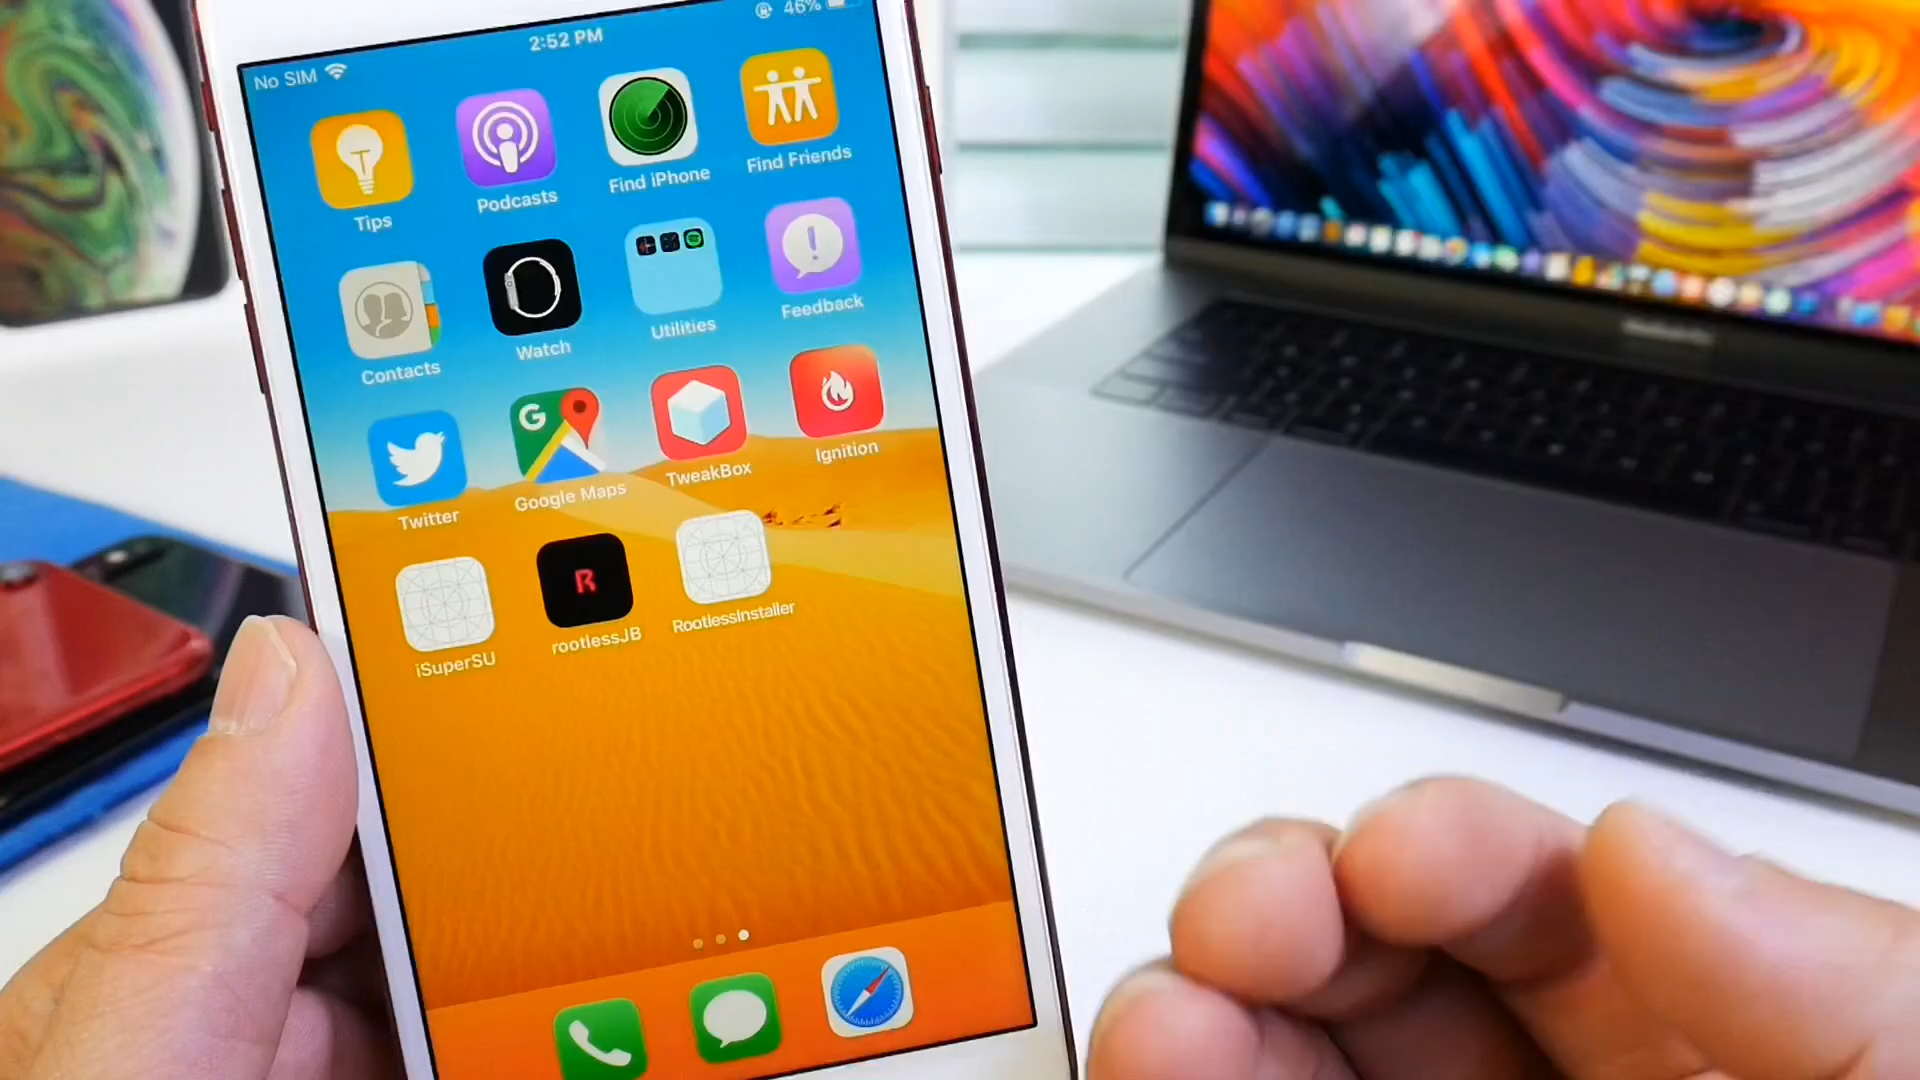 No SIM
2:52 PM
46%
Tips
Podcasts
Find iPhone
Find Friends
Contacts
Watch
Utilities
Feedback
Twitter
G
Google Maps
TweakBox
Ignition
iSuperSU
R
rootlessJB
RootlessInstaller